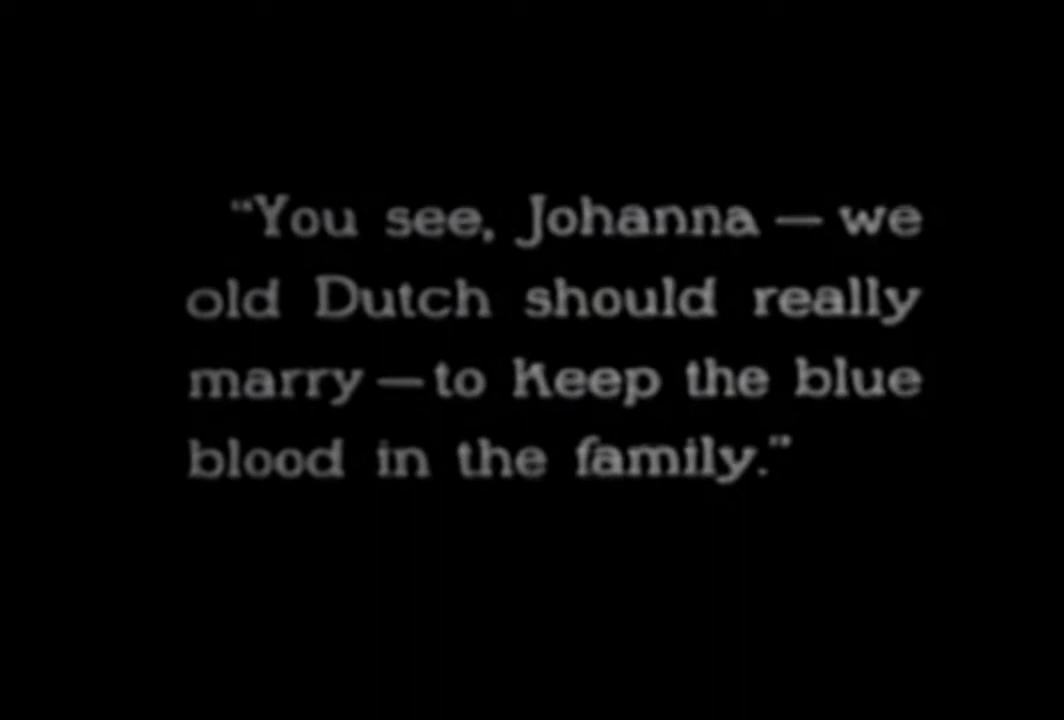 “You see, Johanna — we
old Dutch should really
marry — to keep the blue
blood in the family.”